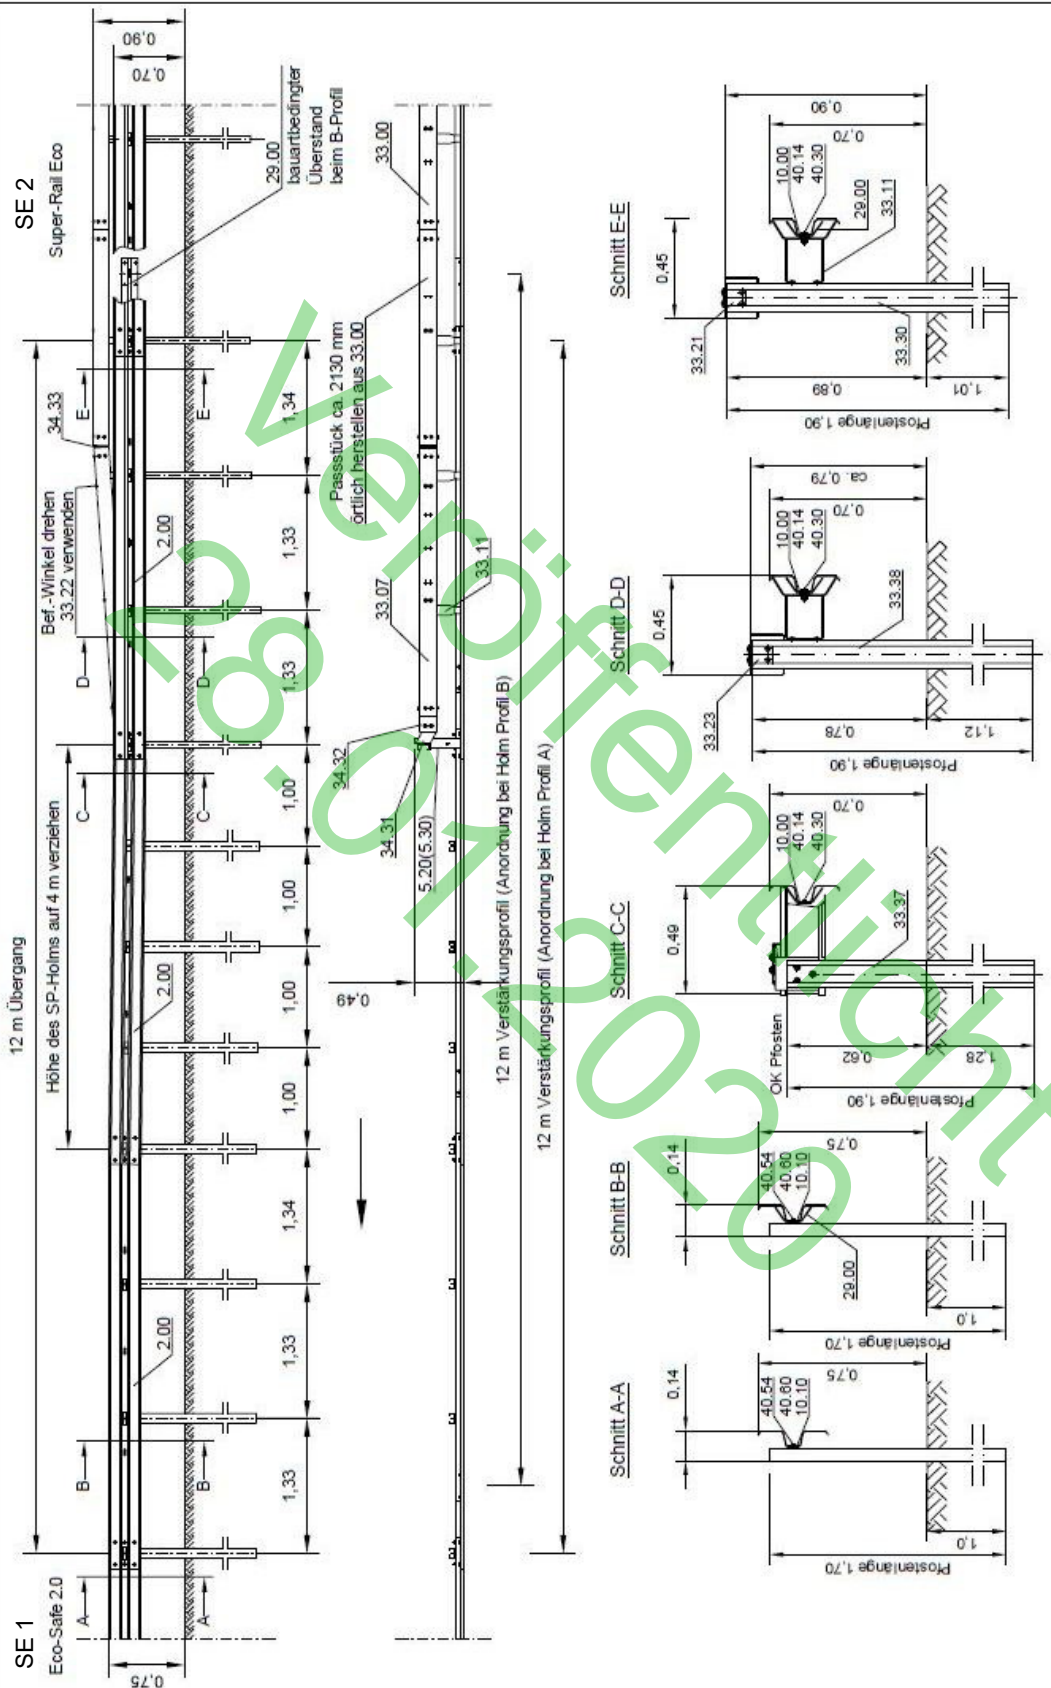 SE 1
Eco-Safe 2.0
SE 2
Super-Rail Eco
12 m Übergang
Höhe des SP-Holms auf 4 m verziehen
Bef.-Winkel drehen
33.22 verwenden
34.33
0,90
0,70
0,75
29.00
bauartbedingter
Überstand
beim B-Profil
A
A
B
B
C
C
D
D
E
E
2.00
2.00
2.00
1,33
1,33
1,34
1,00
1,00
1,00
1,00
1,33
1,33
1,34
Passstück ca. 2130 mm
örtlich herstellen aus 33.00
33.00
33.07
33.11
34.32
34.31
5.20(5.30)
0,49
12 m Verstärkungsprofil (Anordnung bei Holm Profil B)
12 m Verstärkungsprofil (Anordnung bei Holm Profil A)
Schnitt A-A
0,14
40.54
40.60
10.10
0,75
1,0
Pfostenlänge 1,70
Schnitt B-B
0,14
40.54
40.60
10.10
29.00
0,75
1,0
Pfostenlänge 1,70
Schnitt C-C
0,49
10.00
40.14
40.30
33.37
OK Pfosten
0,70
0,62
1,28
Pfostenlänge 1,90
Schnitt D-D
0,45
10.00
40.14
40.30
33.23
33.38
ca. 0,79
0,70
0,78
1,12
Pfostenlänge 1,90
Schnitt E-E
0,45
10.00
40.14
40.30
29.00
33.11
33.21
33.30
0,90
0,70
0,89
1,01
Pfostenlänge 1,90
Veröffentlicht
28.01.2020